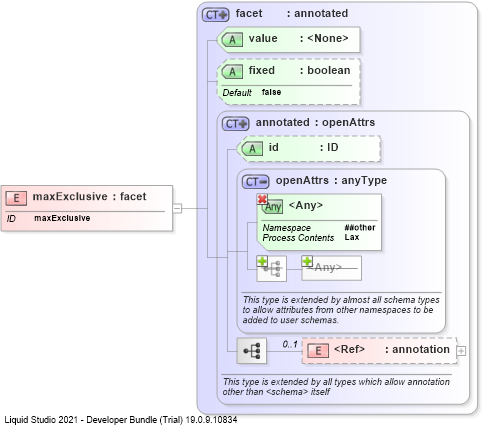 CT facet : annotated
A value : <None>
A fixed : boolean
Default false
CT annotated : openAttrs
A id : ID
CT openAttrs : anyType
Any <Any>
Namespace ##other
Process Contents Lax
<Any>
This type is extended by almost all schema types
to allow attributes from other namespaces to be
added to user schemas.
E maxExclusive : facet
ID maxExclusive
0..1
E <Ref> : annotation
This type is extended by all types which allow annotation
other than <schema> itself
Liquid Studio 2021 - Developer Bundle (Trial) 19.0.9.10834